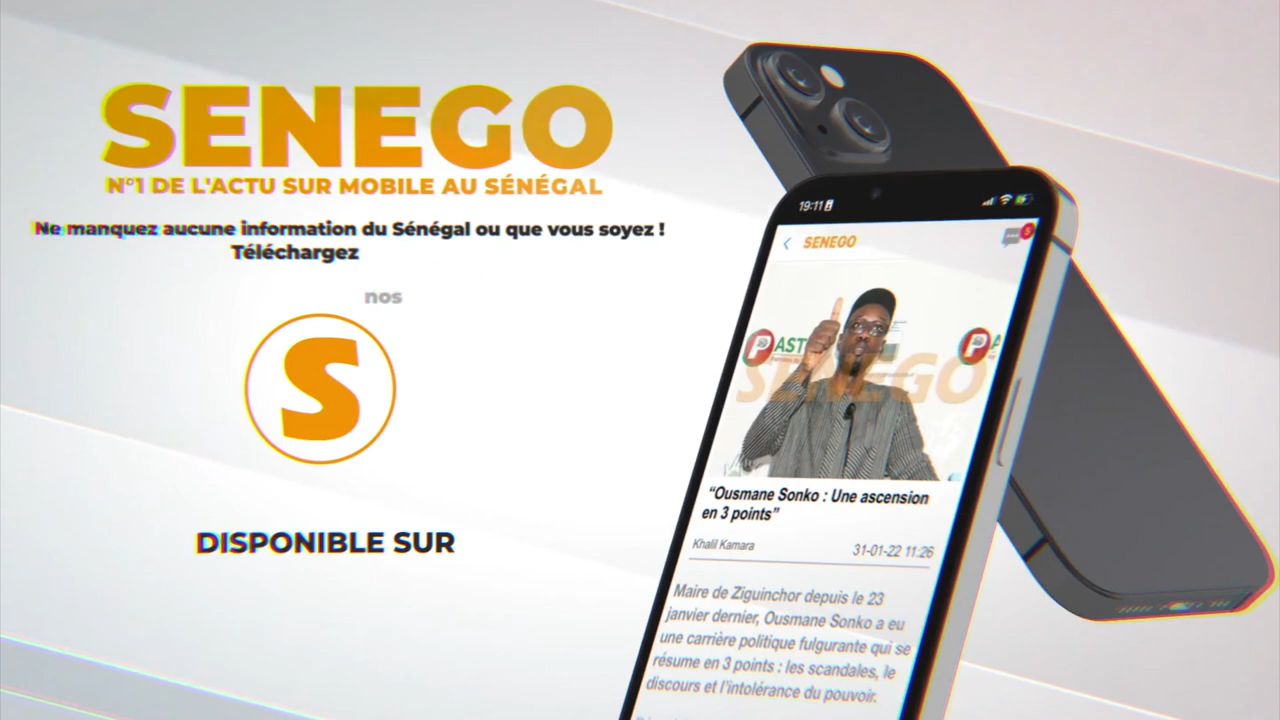 SENEGO
N°1 DE L'ACTU SUR MOBILE AU SÉNÉGAL
Ne manquez aucune information du Sénégal ou que vous soyez !
Téléchargez
nos
S
DISPONIBLE SUR
19:11
SENEGO
5
PAST
P A
SENEGO
“Ousmane Sonko : Une ascension
en 3 points”
Khalil Kamara
31-01-22 11:26
Maire de Ziguinchor depuis le 23
janvier dernier, Ousmane Sonko a eu
une carrière politique fulgurante qui se
résume en 3 points : les scandales, le
discours et l'intolérance du pouvoir.